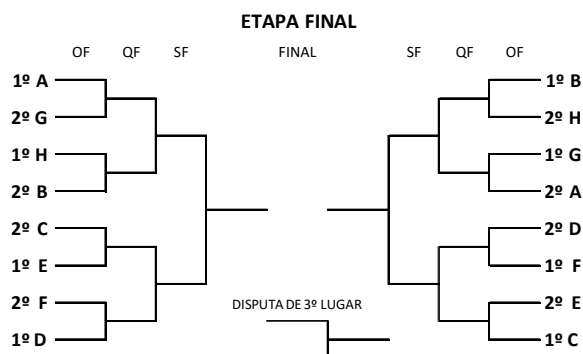 ETAPA FINAL
OF QF SF FINAL SF QF OF
1º A 1º B
2º G 2º H
1º H 1º G
2º B 2º A
2º C 2º D
1º E 1º F
2º F DISPUTA DE 3º LUGAR 2º E
1º D 1º C